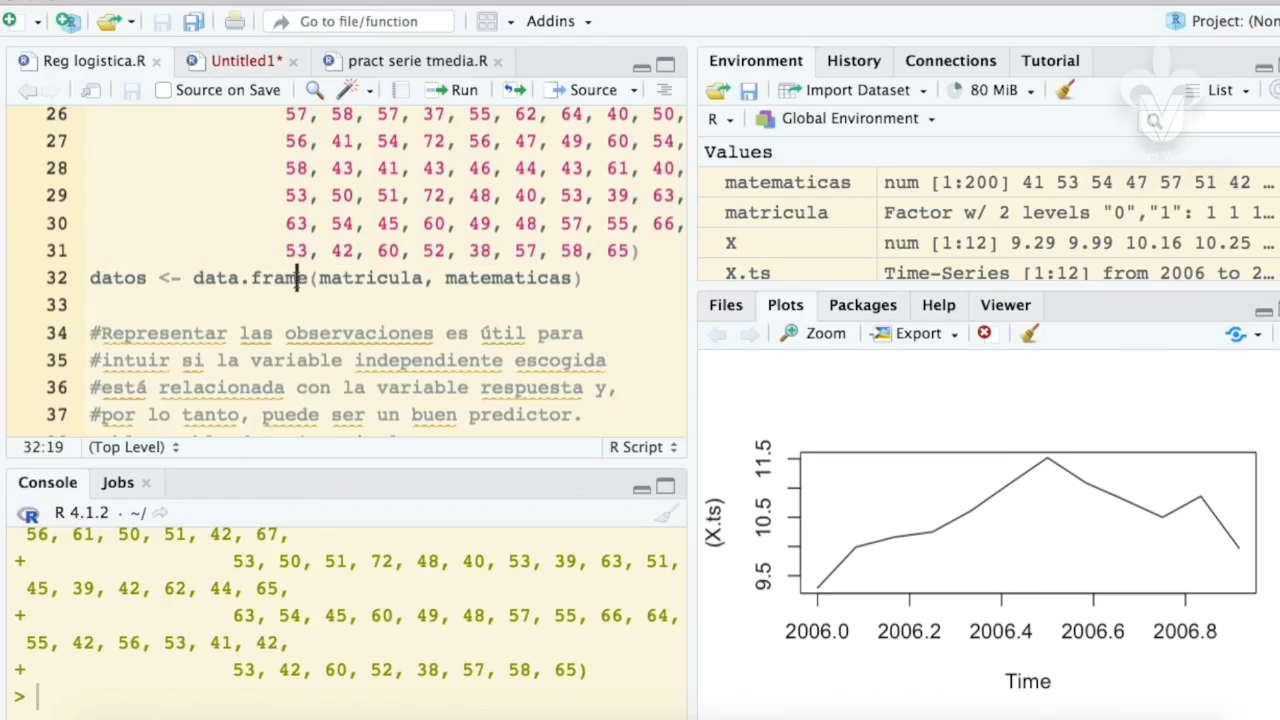 Go to file/function
Addins
Project: (Non
Reg logistica.R
Untitled1*
pract serie tmedia.R
Source on Save
Run
Source
26 57, 58, 57, 37, 55, 62, 64, 40, 50,
27 56, 41, 54, 72, 56, 47, 49, 60, 54,
28 58, 43, 41, 43, 46, 44, 43, 61, 40,
29 53, 50, 51, 72, 48, 40, 53, 39, 63,
30 63, 54, 45, 60, 49, 48, 57, 55, 66,
31 53, 42, 60, 52, 38, 57, 58, 65)
32 datos <- data.frame(matricula, matematicas)
33
34 #Representar las observaciones es útil para
35 #intuir si la variable independiente escogida
36 #está relacionada con la variable respuesta y,
37 #por lo tanto, puede ser un buen predictor.
32:19 (Top Level) R Script
Console Jobs
R 4.1.2 · ~/
56, 61, 50, 51, 42, 67,
+ 53, 50, 51, 72, 48, 40, 53, 39, 63, 51,
45, 39, 42, 62, 44, 65,
+ 63, 54, 45, 60, 49, 48, 57, 55, 66, 64,
55, 42, 56, 53, 41, 42,
+ 53, 42, 60, 52, 38, 57, 58, 65)
>
Environment History Connections Tutorial
Import Dataset 80 MiB List
R Global Environment
Values
matematicas num [1:200] 41 53 54 47 57 51 42 …
matricula Factor w/ 2 levels "0","1": 1 1 1…
X num [1:12] 9.29 9.99 10.16 10.25 …
X.ts Time-Series [1:12] from 2006 to 2…
Files Plots Packages Help Viewer
Zoom Export
(X.ts)
11.5
10.5
9.5
2006.0 2006.2 2006.4 2006.6 2006.8
Time